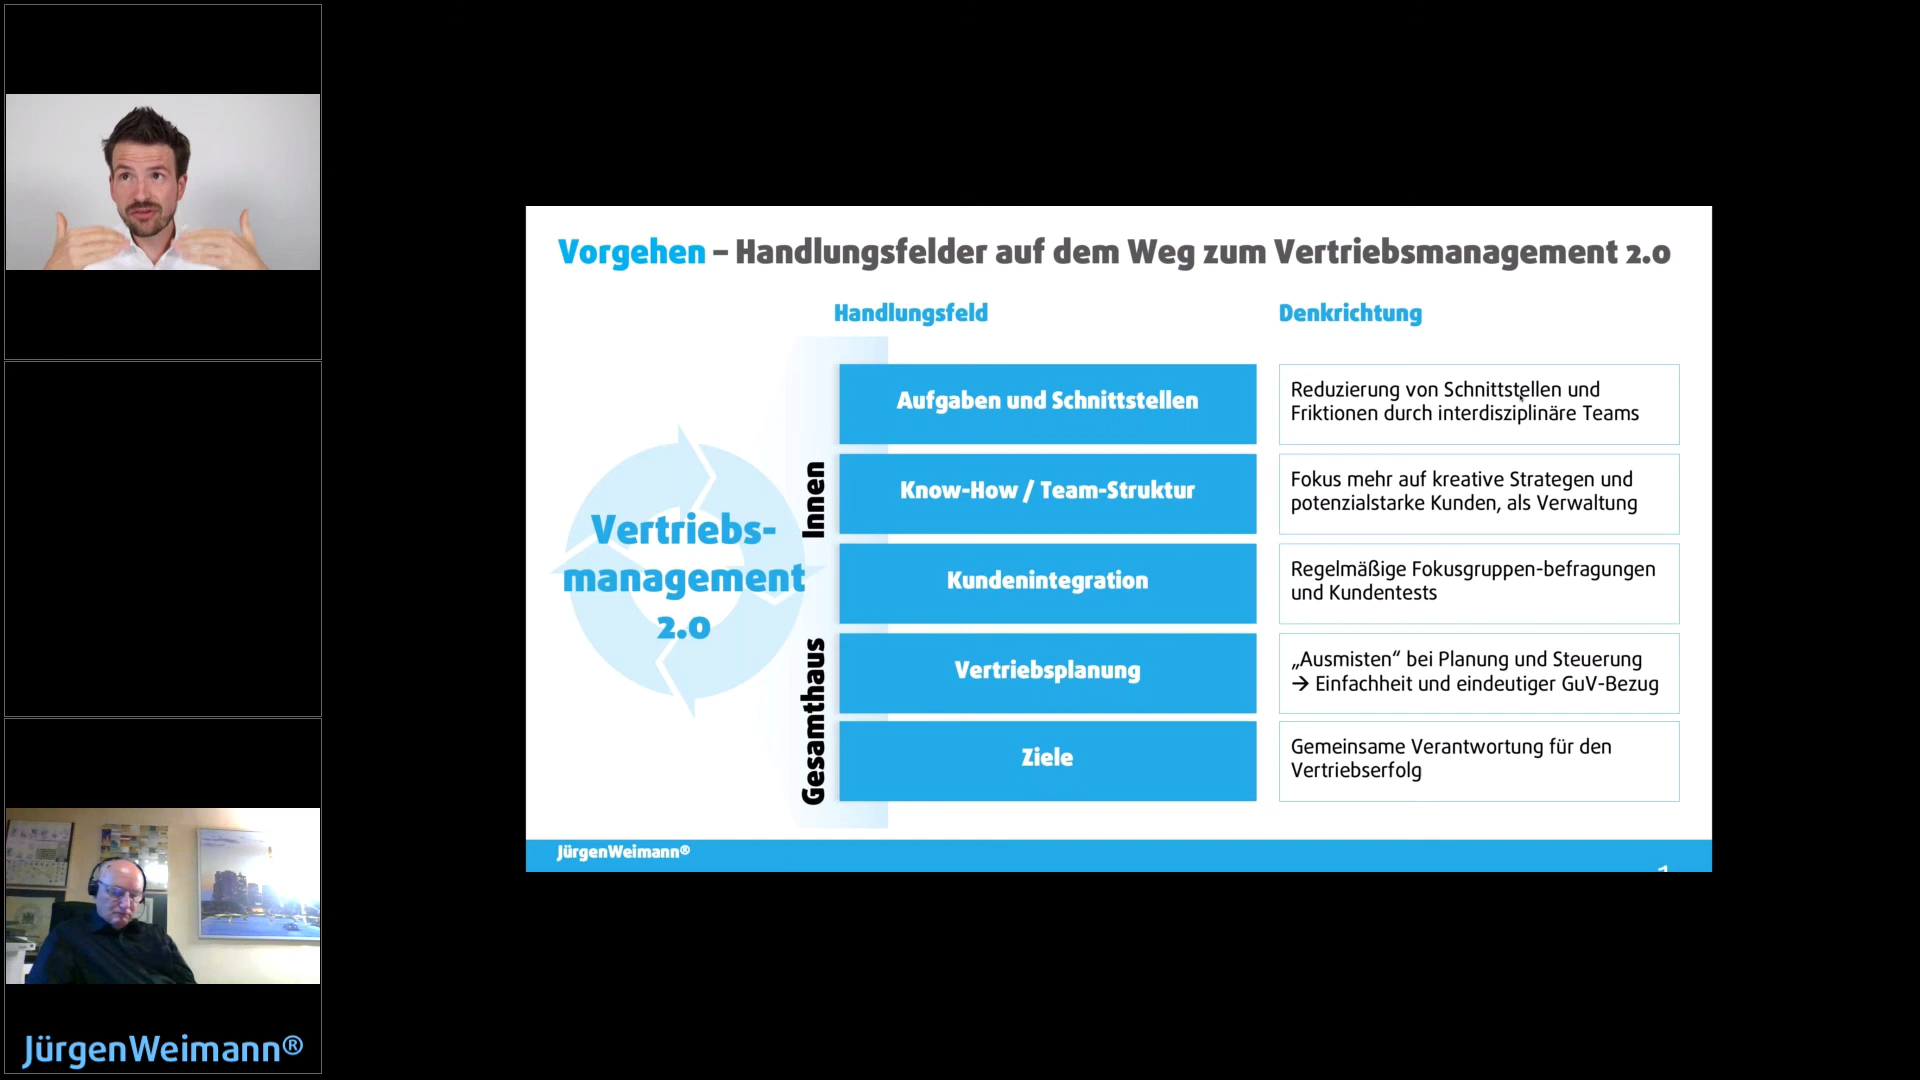 Vorgehen – Handlungsfelder auf dem Weg zum Vertriebsmanagement 2.0
Handlungsfeld
Denkrichtung
Vertriebs-
management
2.0
Innen
Gesamthaus
Aufgaben und Schnittstellen
Reduzierung von Schnittstellen und
Friktionen durch interdisziplinäre Teams
Know-How / Team-Struktur
Fokus mehr auf kreative Strategen und
potenzialstarke Kunden, als Verwaltung
Kundenintegration
Regelmäßige Fokusgruppen-befragungen
und Kundentests
Vertriebsplanung
„Ausmisten“ bei Planung und Steuerung
→ Einfachheit und eindeutiger GuV-Bezug
Ziele
Gemeinsame Verantwortung für den
Vertriebserfolg
JürgenWeimann®
JürgenWeimann®